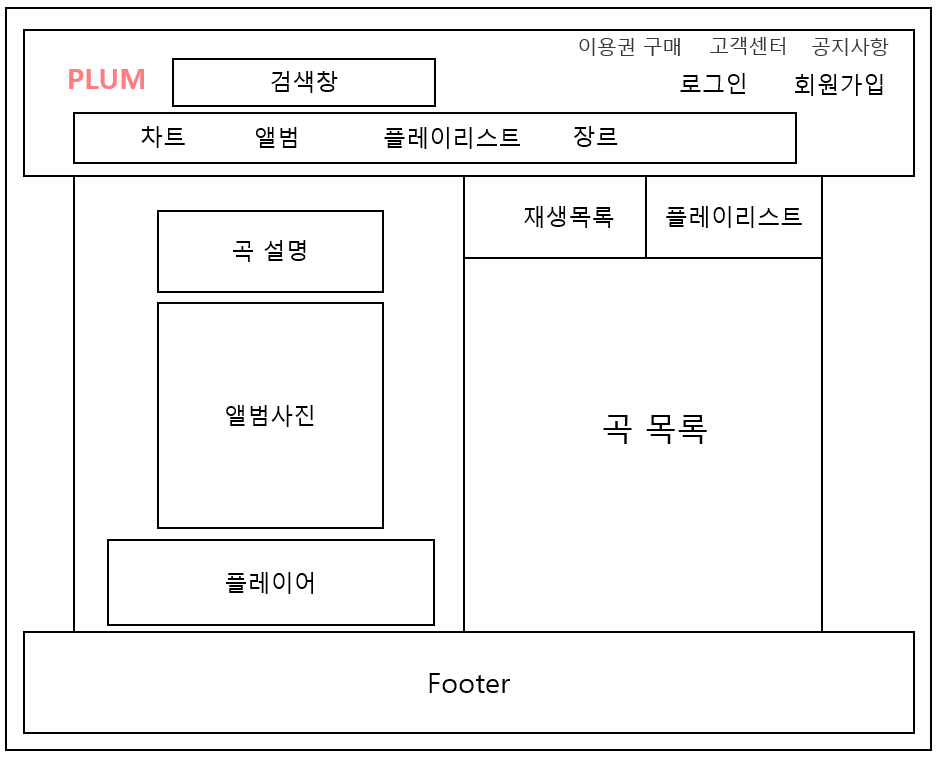 이용권 구매 고객센터 공지사항
PLUM 검색창 로그인 회원가입
차트 앨범 플레이리스트 장르
재생목록 플레이리스트
곡 설명
앨범사진
곡 목록
플레이어
Footer